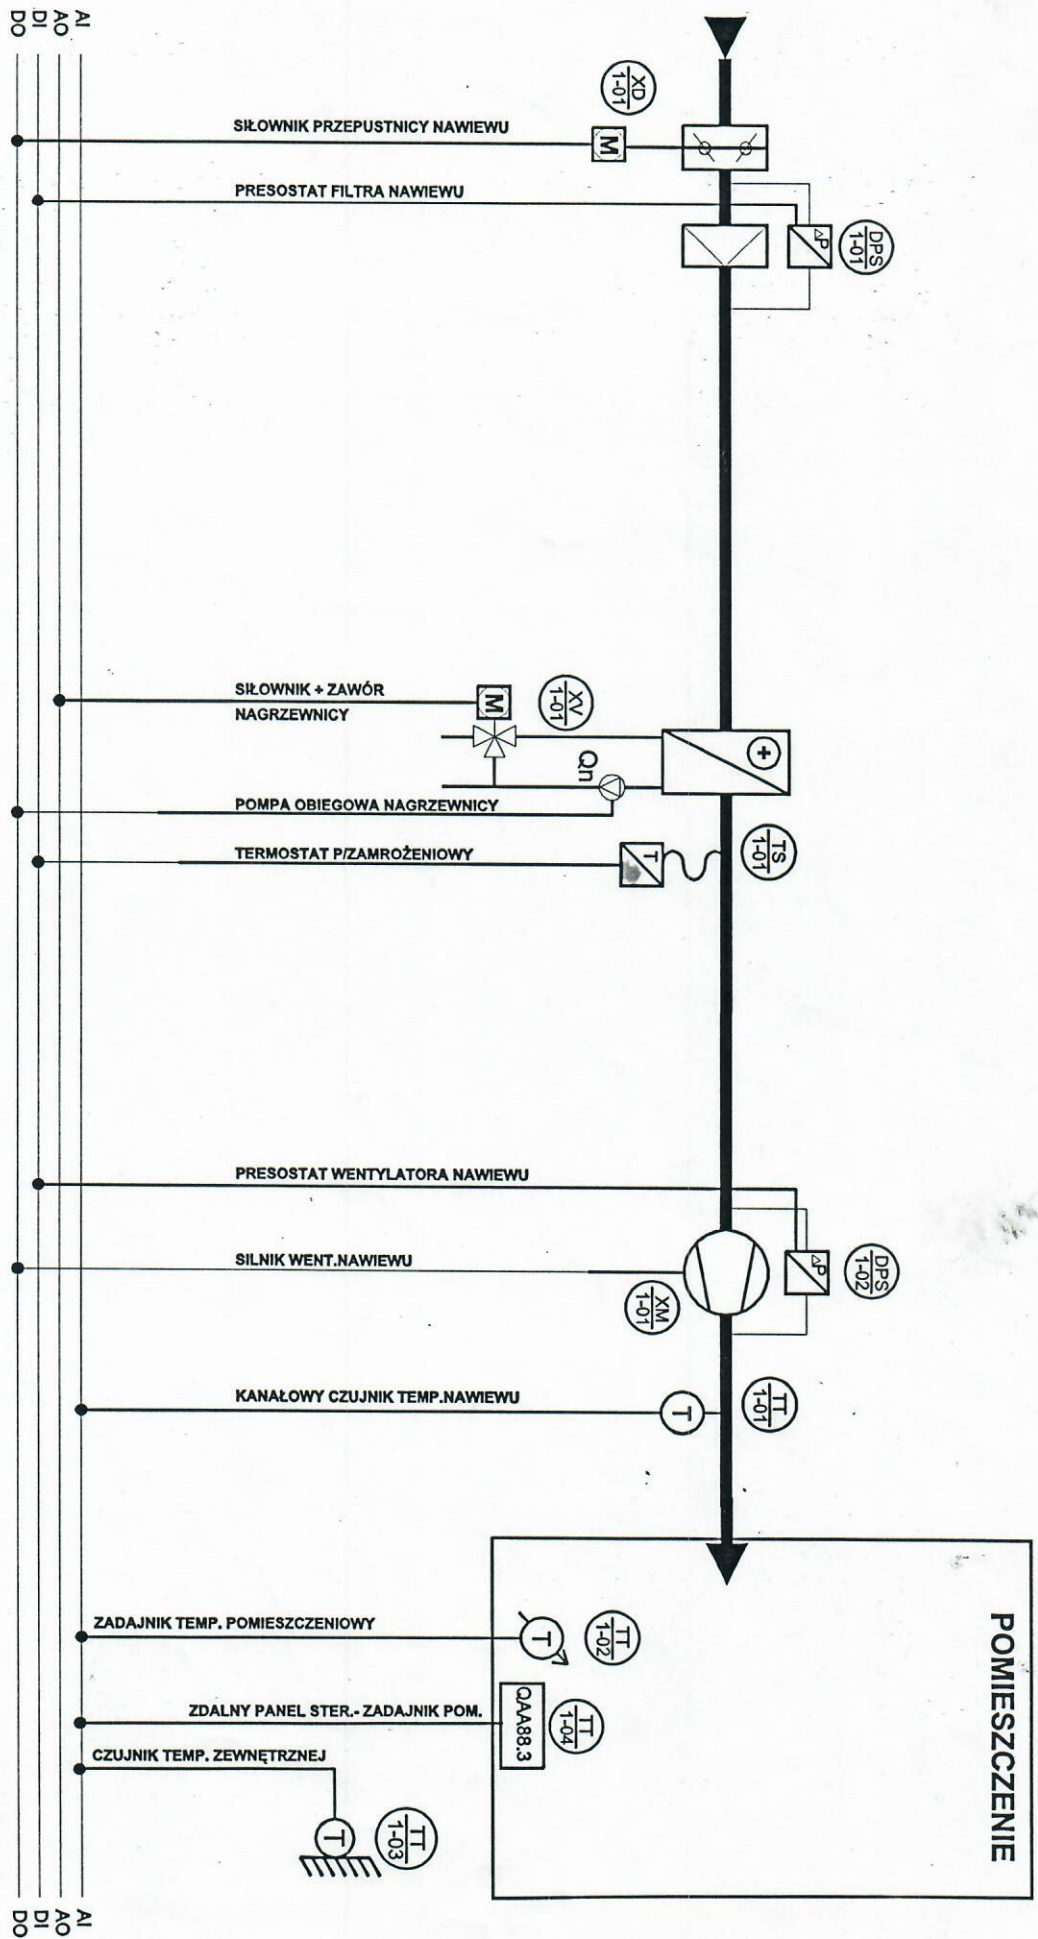 AI
AO
DI
DO
XD
1-01
M
SIŁOWNIK PRZEPUSTNICY NAWIEWU
PRESOSTAT FILTRA NAWIEWU
ΔP
DPS
1-01
SIŁOWNIK + ZAWÓR
NAGRZEWNICY
M
XV
1-01
+
Qn
POMPA OBIEGOWA NAGRZEWNICY
TERMOSTAT P/ZAMROŻENIOWY
T
TS
1-01
PRESOSTAT WENTYLATORA NAWIEWU
ΔP
DPS
1-02
SILNIK WENT.NAWIEWU
XM
1-01
KANAŁOWY CZUJNIK TEMP.NAWIEWU
T
TT
1-01
POMIESZCZENIE
ZADAJNIK TEMP. POMIESZCZENIOWY
T
TT
1-02
ZDALNY PANEL STER.- ZADAJNIK POM.
QAA88.3
TT
1-04
CZUJNIK TEMP. ZEWNĘTRZNEJ
T
TT
1-03
AI
AO
DI
DO